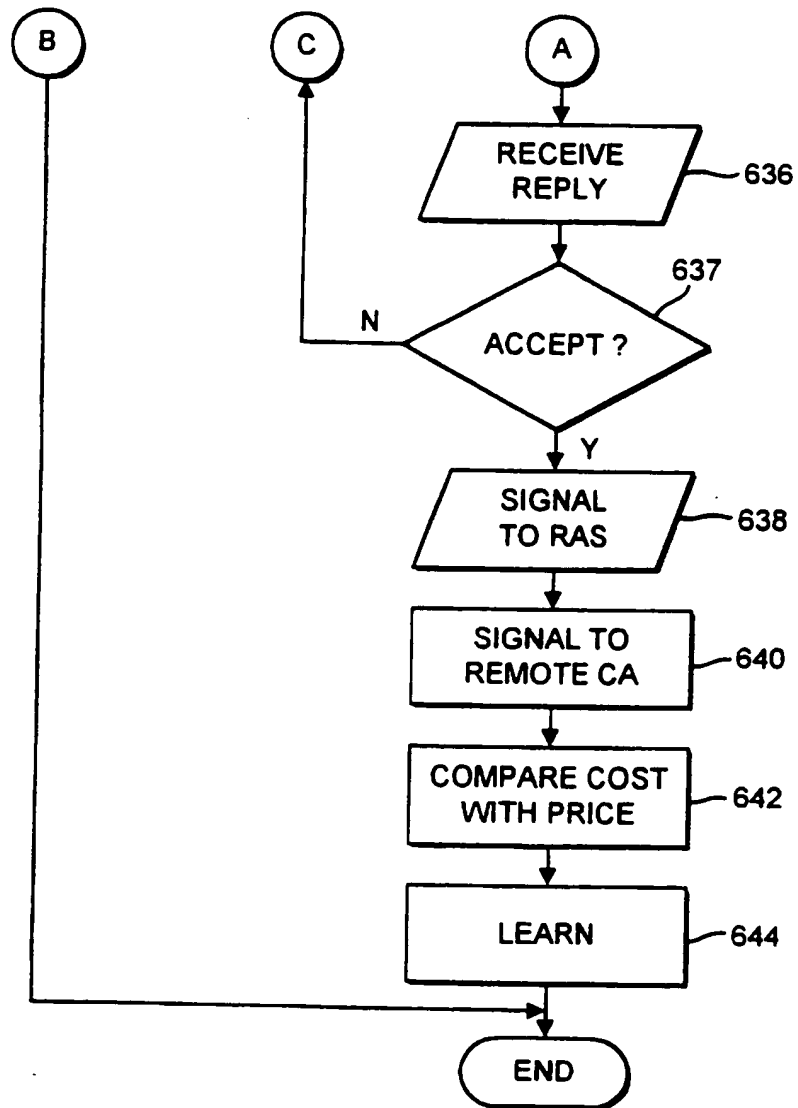 B
C
A
RECEIVE
REPLY
636
637
N
ACCEPT ?
Y
SIGNAL
TO RAS
638
SIGNAL TO
REMOTE CA
640
COMPARE COST
WITH PRICE
642
LEARN
644
END